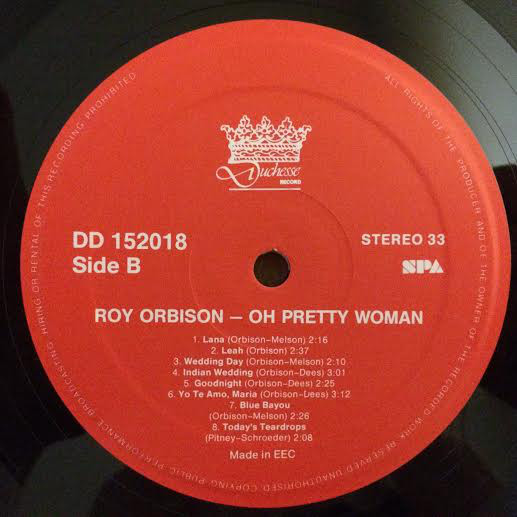 ALL RIGHTS OF THE PRODUCER AND OF THE OWNER OF THE RECORDED WORK RESERVED UNAUTHORISED COPYING PUBLIC PERFORMANCE BROADCASTING HIRING OR RENTAL OF THIS RECORDING PROHIBITED
Duchesse
RECORD
DD 152018
STEREO 33
Side B
SPA
ROY ORBISON – OH PRETTY WOMAN
1. Lana (Orbison–Melson) 2:16
2. Leah (Orbison) 2:37
3. Wedding Day (Orbison–Melson) 2:10
4. Indian Wedding (Orbison–Dees) 3:01
5. Goodnight (Orbison–Dees) 2:25
6. Yo Te Amo, Maria (Orbison–Dees) 3:12
7. Blue Bayou
(Orbison–Melson) 2:26
8. Today's Teardrops
(Pitney–Schroeder) 2:08
Made in EEC